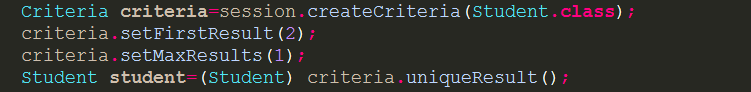 Criteria criteria=session.createCriteria(Student.class);
criteria.setFirstResult(2);
criteria.setMaxResults(1);
Student student=(Student) criteria.uniqueResult();